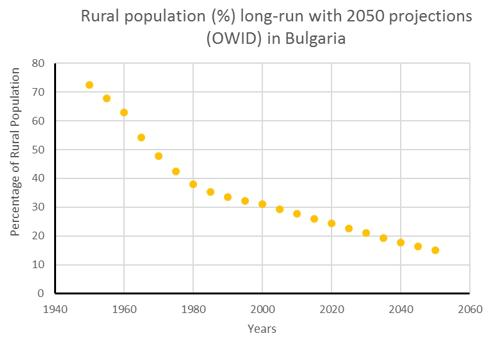 Rural population (%) long-run with 2050 projections
(OWID) in Bulgaria
Percentage of Rural Population
80
70
60
50
40
30
20
10
0
1940 1960 1980 2000 2020 2040 2060
Years